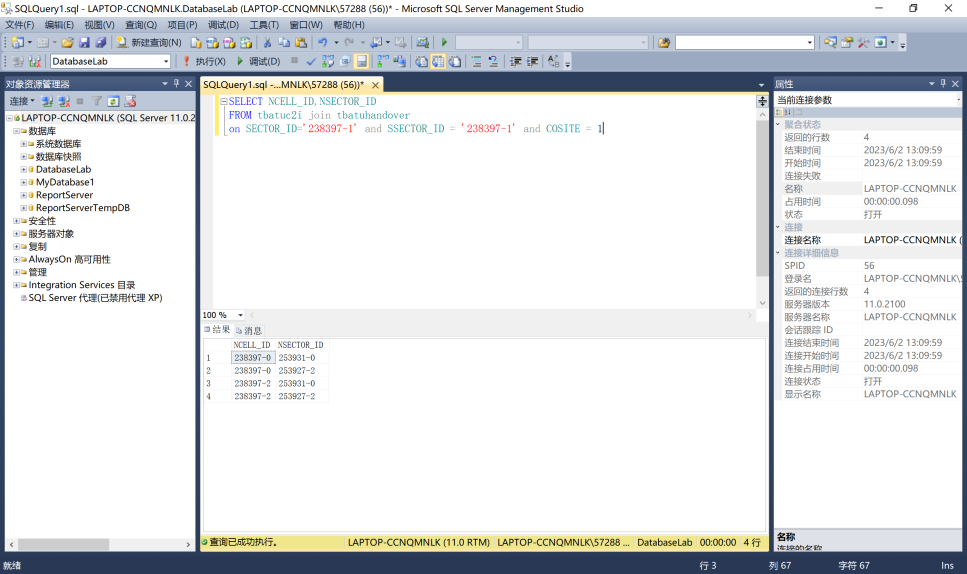 SQLQuery1.sql - LAPTOP-CCNQMNLK.DatabaseLab (LAPTOP-CCNQMNLK\57288 (56))* - Microsoft SQL Server Management Studio
文件(F) 编辑(E) 视图(V) 查询(Q) 项目(P) 调试(D) 工具(T) 窗口(W) 帮助(H)
新建查询(N)
DatabaseLab 执行(X) 调试(D)
对象资源管理器
连接
LAPTOP-CCNQMNLK (SQL Server 11.0.2
数据库
系统数据库
数据库快照
DatabaseLab
MyDatabase1
ReportServer
ReportServerTempDB
安全性
服务器对象
复制
AlwaysOn 高可用性
管理
Integration Services 目录
SQL Server 代理(已禁用代理 XP)
SQLQuery1.sql -...MNLK\57288 (56))*
SELECT NCELL_ID,NSECTOR_ID
FROM tbatuc2i join tbatuhandover
on SECTOR_ID='238397-1' and SSECTOR_ID = '238397-1' and COSITE = 1
100 %
结果 消息
NCELL_ID NSECTOR_ID
1 238397-0 253931-0
2 238397-0 253927-2
3 238397-2 253931-0
4 238397-2 253927-2
查询已成功执行。 LAPTOP-CCNQMNLK (11.0 RTM) LAPTOP-CCNQMNLK\57288 ... DatabaseLab 00:00:00 4 行
属性
当前连接参数
聚合状态
返回的行数 4
结束时间 2023/6/2 13:09:59
开始时间 2023/6/2 13:09:59
连接失败
名称 LAPTOP-CCNQMNLK
占用时间 00:00:00.098
状态 打开
连接
连接名称 LAPTOP-CCNQMNLK (
连接详细信息
SPID 56
登录名 LAPTOP-CCNQMNLK\
返回的连接行数 4
服务器版本 11.0.2100
服务器名称 LAPTOP-CCNQMNLK
会话跟踪 ID
连接结束时间 2023/6/2 13:09:59
连接开始时间 2023/6/2 13:09:59
连接占用时间 00:00:00.098
连接状态 打开
显示名称 LAPTOP-CCNQMNLK
名称
连接的名称
就绪 行 3 列 67 字符 67 Ins